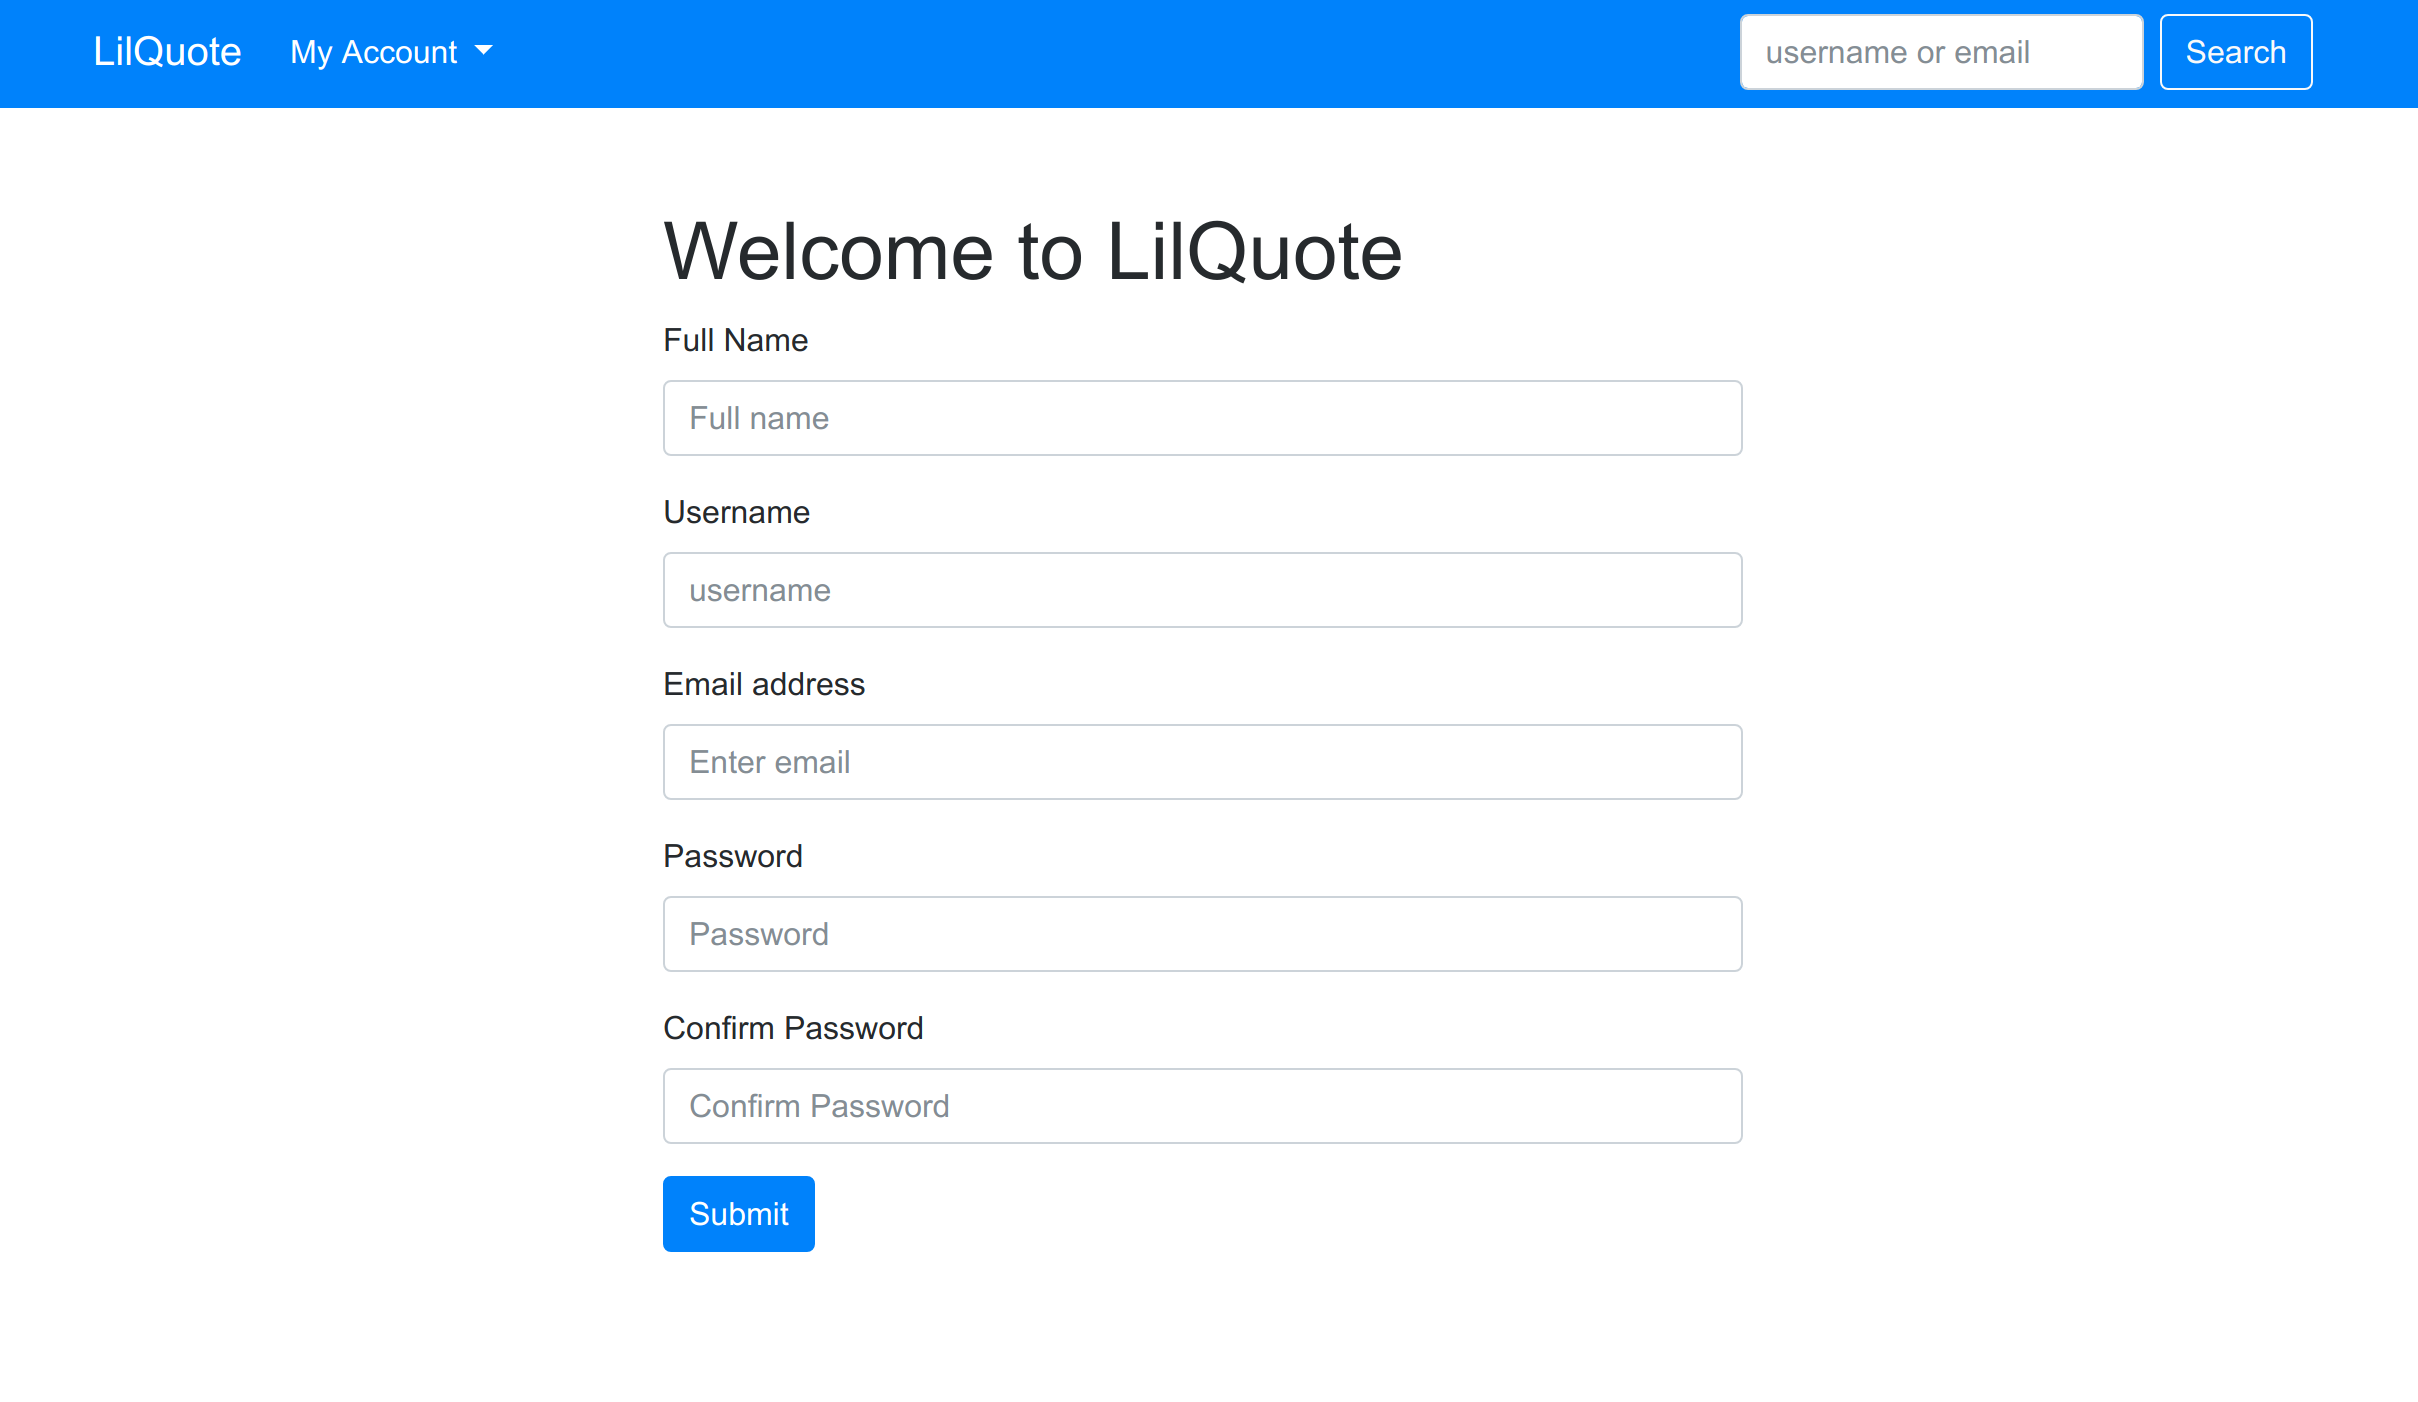 LilQuote My Account username or email Search
Welcome to LilQuote
Full Name
Full name
Username
username
Email address
Enter email
Password
Password
Confirm Password
Confirm Password
Submit